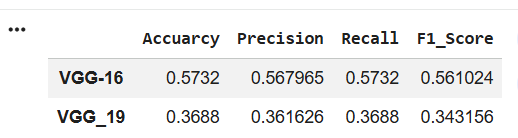 Accuarcy Precision Recall F1_Score
VGG-16 0.5732 0.567965 0.5732 0.561024
VGG_19 0.3688 0.361626 0.3688 0.343156